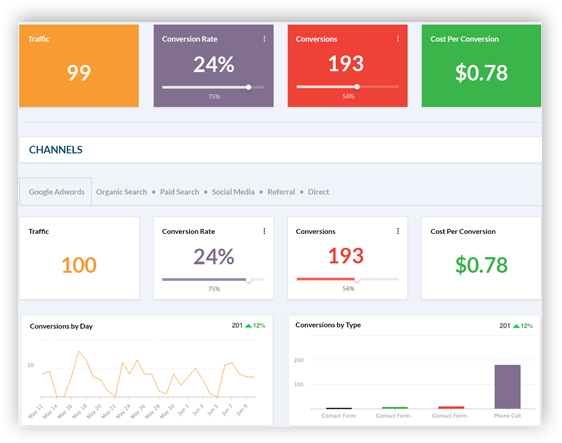 Traffic
99
Conversion Rate
24%
75%
Conversions
193
56%
Cost Per Conversion
$0.78
CHANNELS
Google Adwords Organic Search • Paid Search • Social Media • Referral • Direct
Traffic
100
Conversion Rate
24%
75%
Conversions
193
56%
Cost Per Conversion
$0.78
Conversions by Day 201 12%
10
May 12 May 14 May 16 May 18 May 20 May 22 May 24 May 26 May 28 May 30 Jun 1 Jun 3 Jun 5 Jun 7 Jun 9
Conversions by Type 201 12%
200
100
Contact Form Contact Form. Contact Form. Phone Call